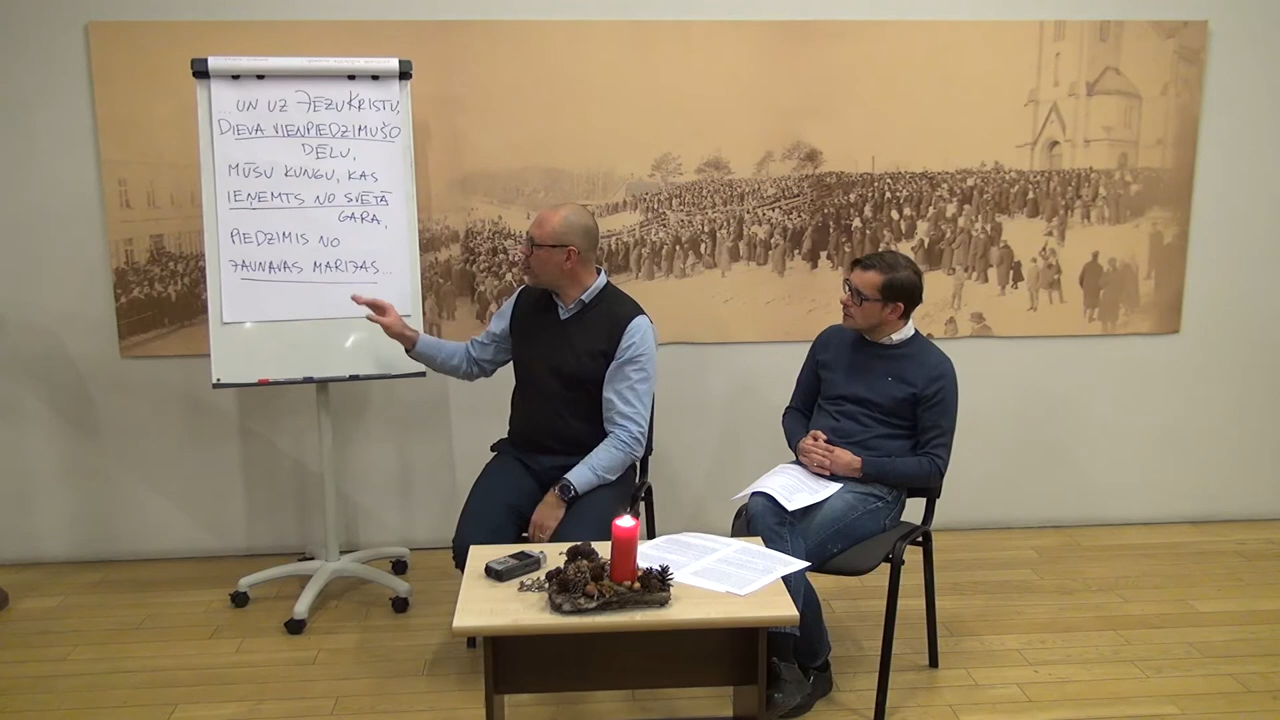 ...UN UZ JĒZU KRISTU,
DIEVA VIENPIEDZIMUŠO
DĒLU,
MŪSU KUNGU, KAS
IEŅEMTS NO SVĒTĀ
GARA,
PIEDZIMIS NO
JAUNAVAS MARIJAS...